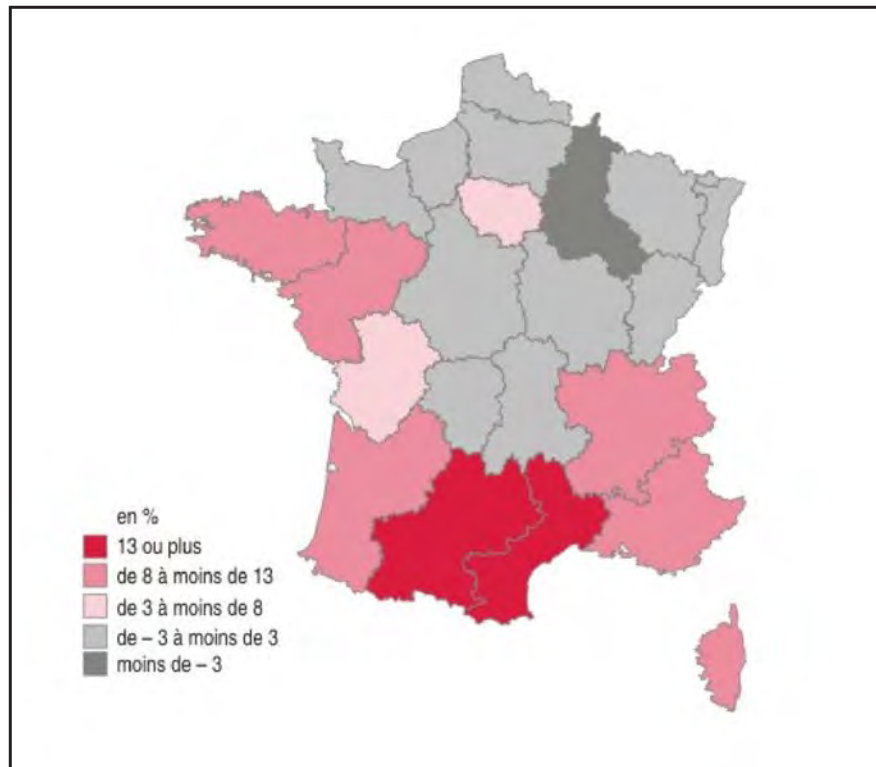 en %
13 ou plus
de 8 à moins de 13
de 3 à moins de 8
de – 3 à moins de 3
moins de – 3